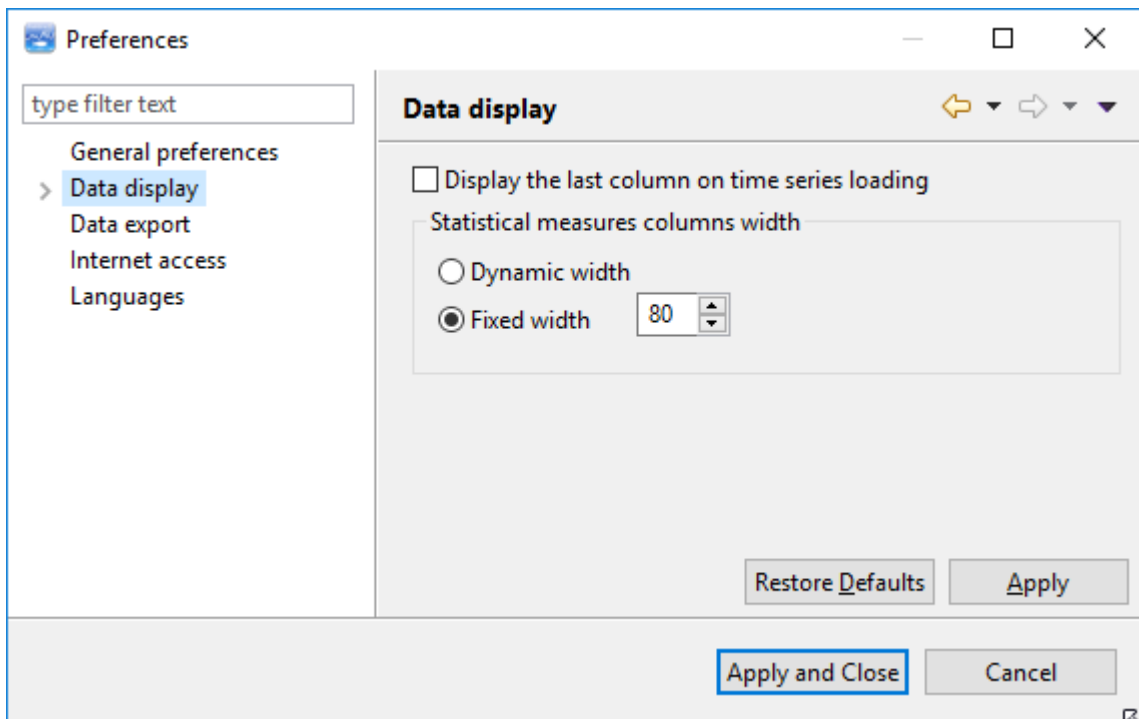 Preferences
type filter text
General preferences
Data display
Data export
Internet access
Languages
Data display
Display the last column on time series loading
Statistical measures columns width
Dynamic width
Fixed width 80
Restore Defaults Apply
Apply and Close Cancel